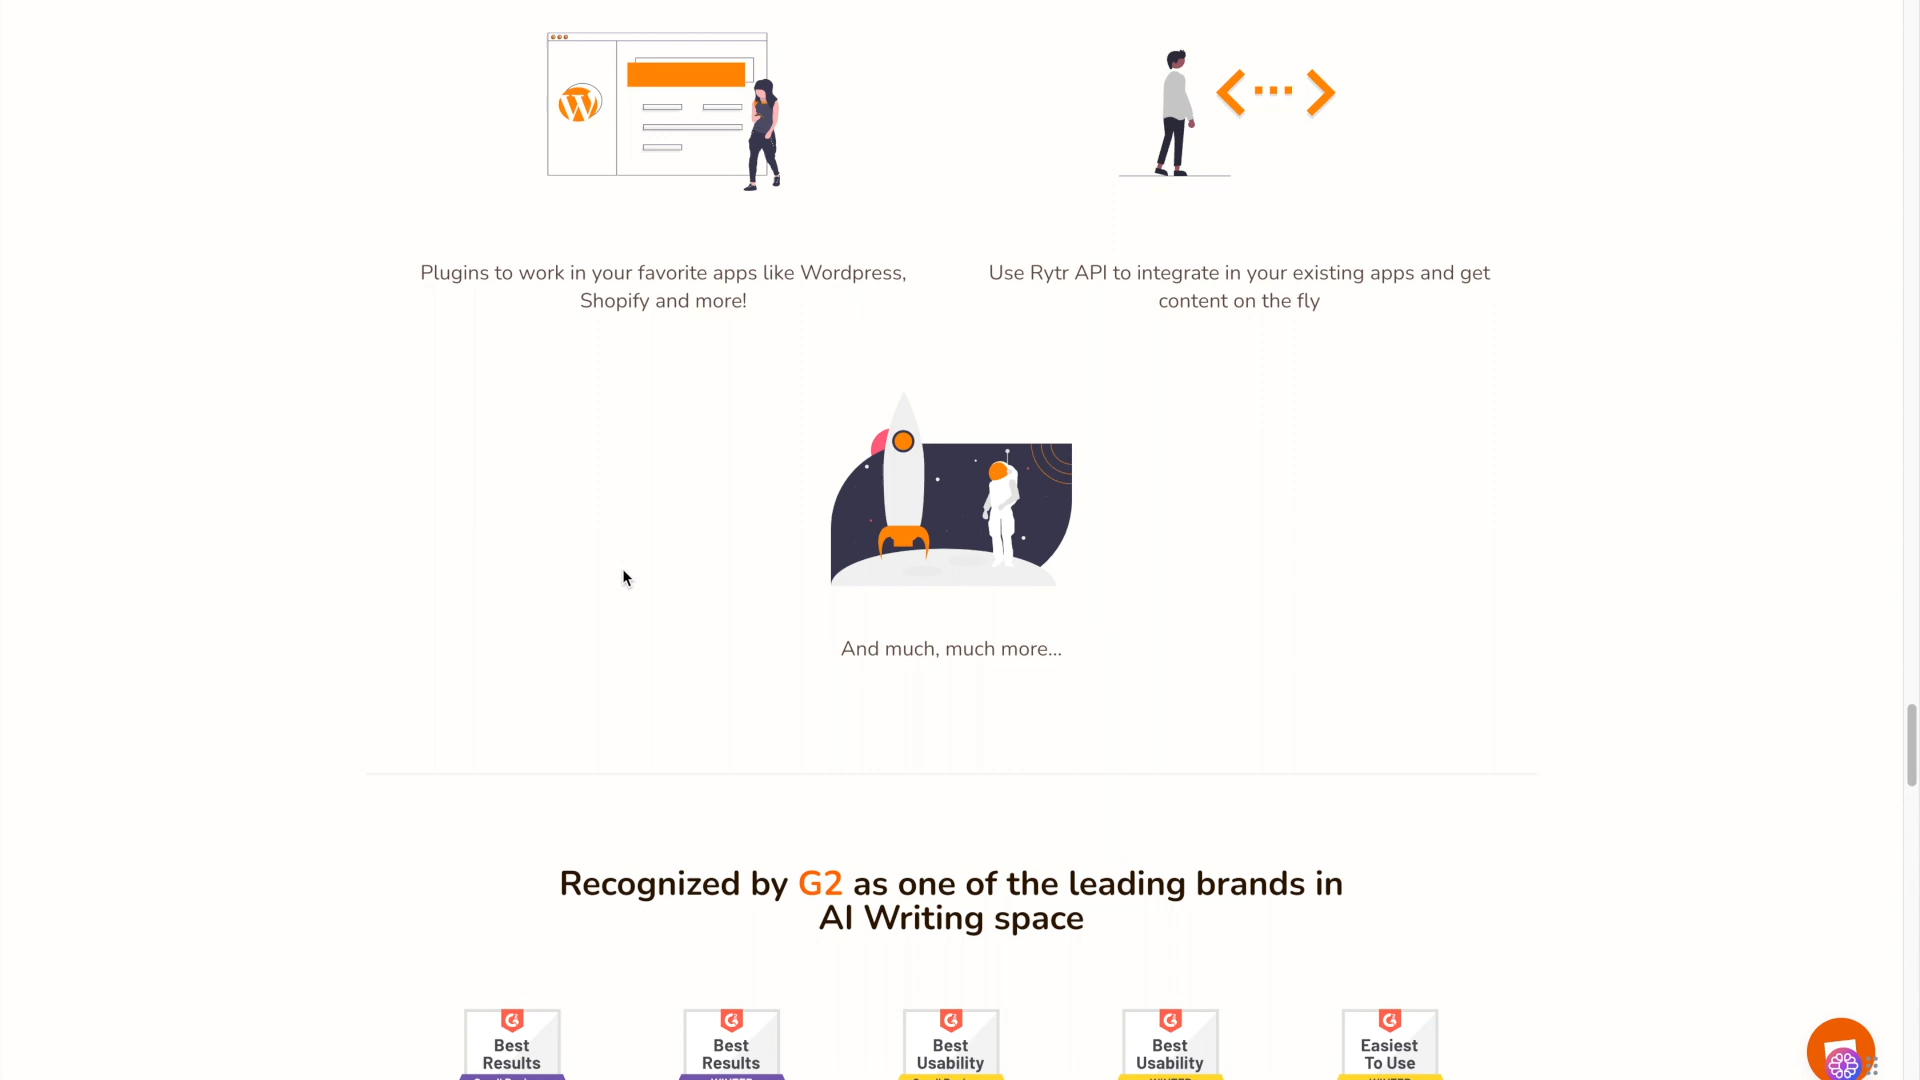 Plugins to work in your favorite apps like Wordpress,
Shopify and more!
Use Rytr API to integrate in your existing apps and get
content on the fly
And much, much more...
Recognized by G2 as one of the leading brands in
AI Writing space
Best
Results
Best
Results
Best
Usability
Best
Usability
Easiest
To Use